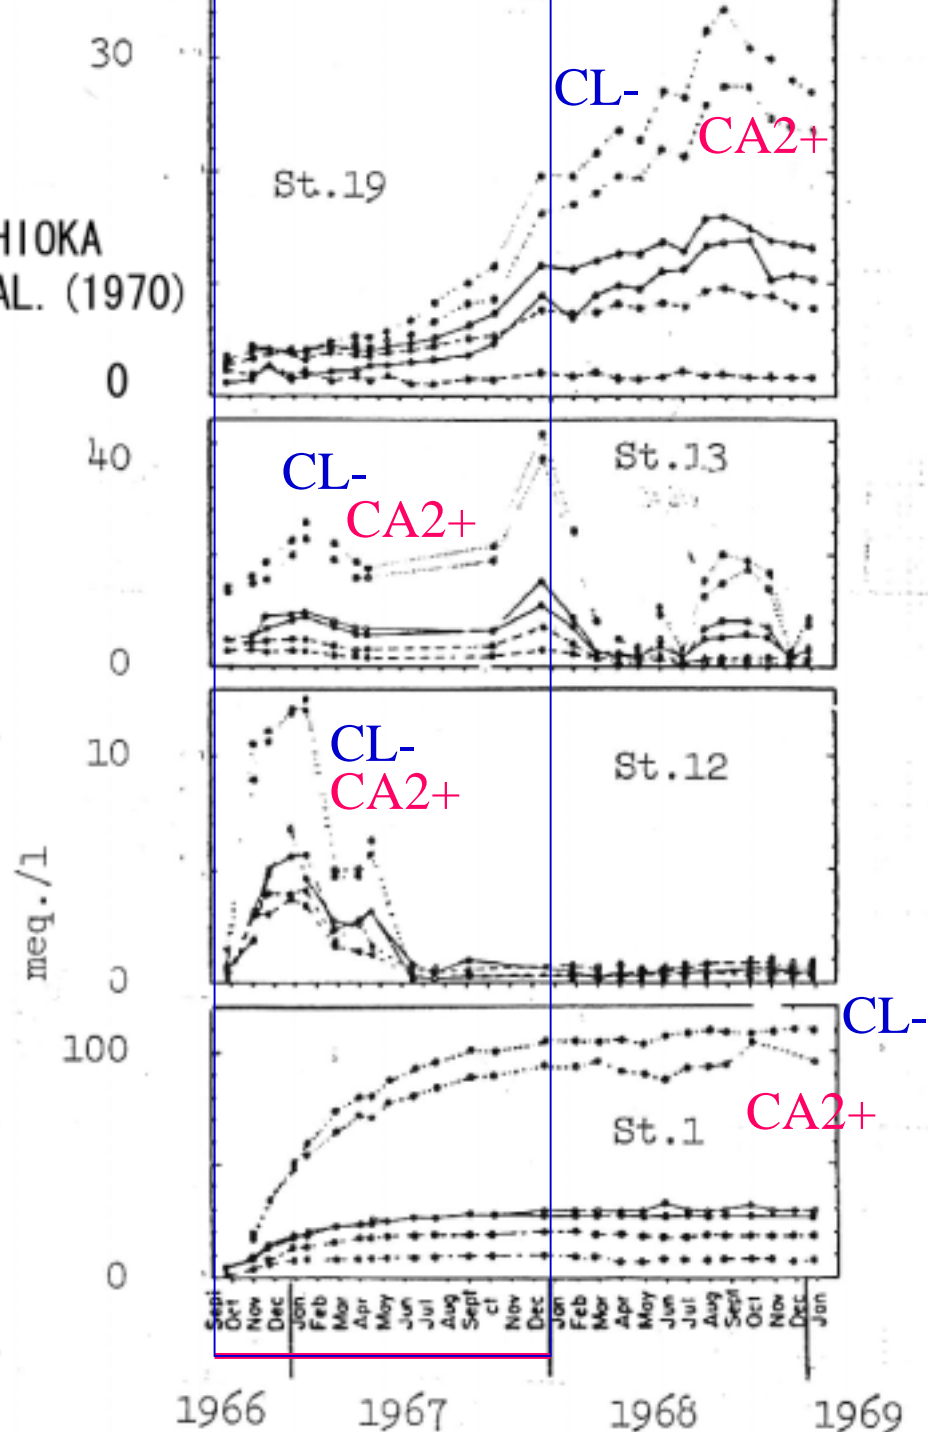 30
CL-
CA2+
St.19
HIOKA
AL. (1970)
0
40
St.13
CL-
CA2+
0
10
CL-
CA2+
St.12
meq./l
0
CL-
100
CA2+
St.1
0
Sept Oct Nov Dec Jan Feb Mar Apr May Jun Jul Aug Sept ct Nov Dec Jan Feb Mar Apr May Jun Jul Aug Sept Oct Nov Dec Jan
1966 1967 1968 1969